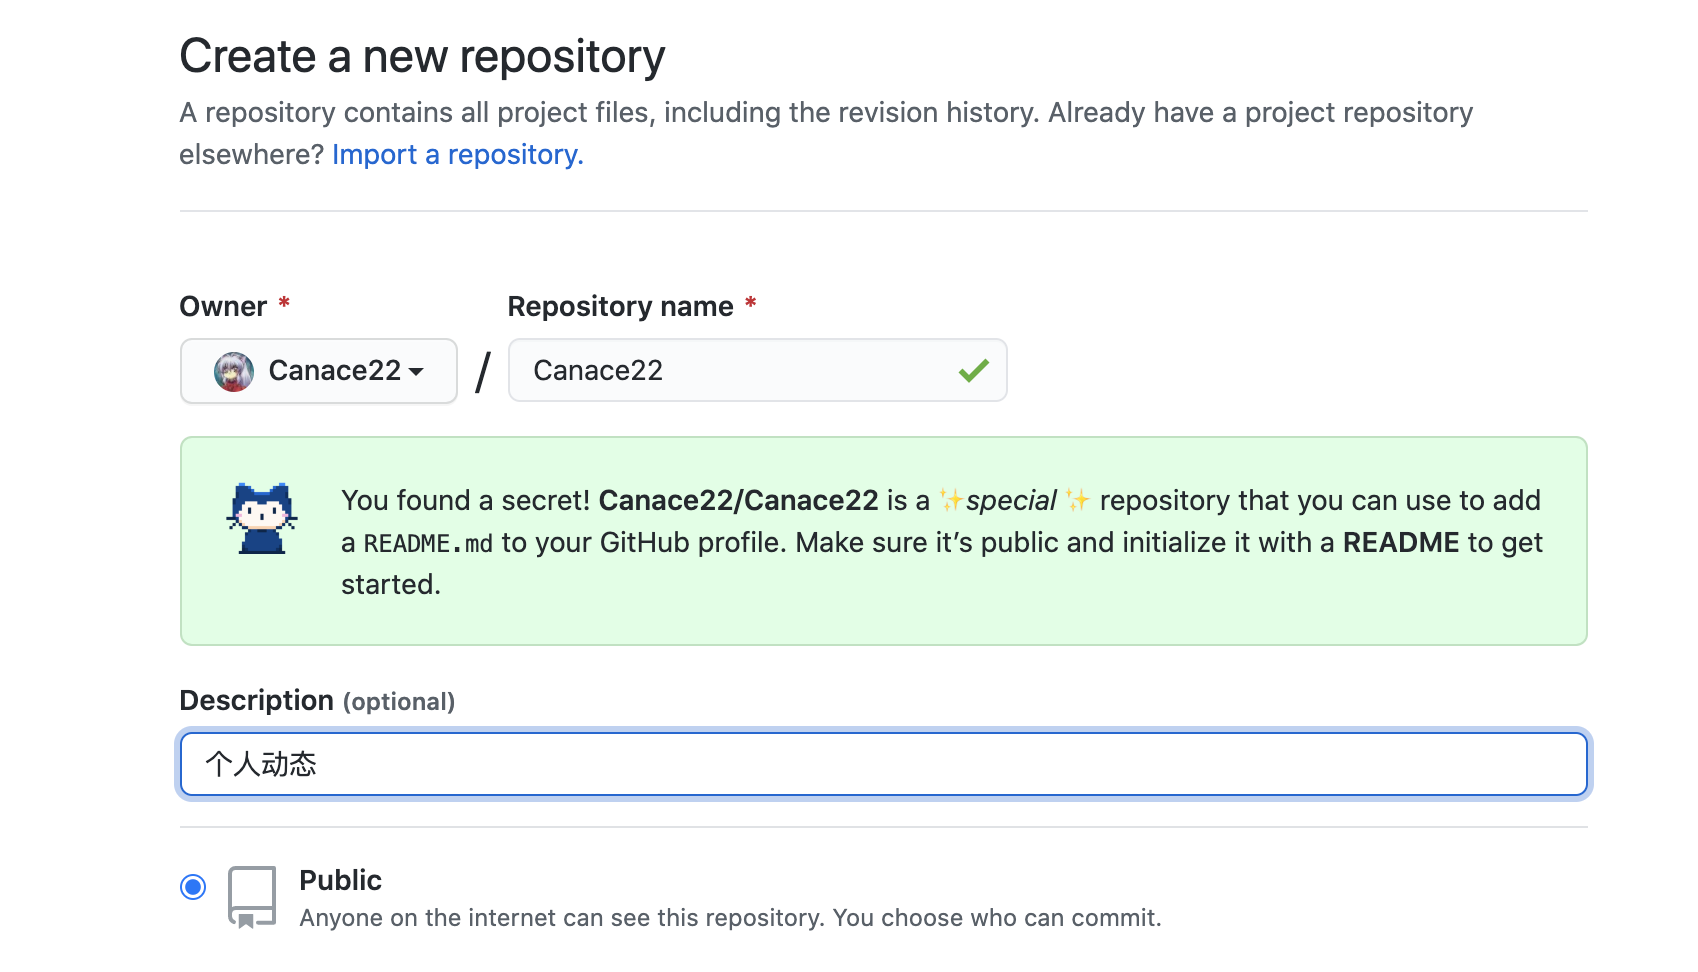 Create a new repository
A repository contains all project files, including the revision history. Already have a project repository
elsewhere? Import a repository.
Owner * Repository name *
Canace22 / Canace22
You found a secret! Canace22/Canace22 is a ✨special ✨ repository that you can use to add
a README.md to your GitHub profile. Make sure it’s public and initialize it with a README to get
started.
Description (optional)
个人动态
Public
Anyone on the internet can see this repository. You choose who can commit.